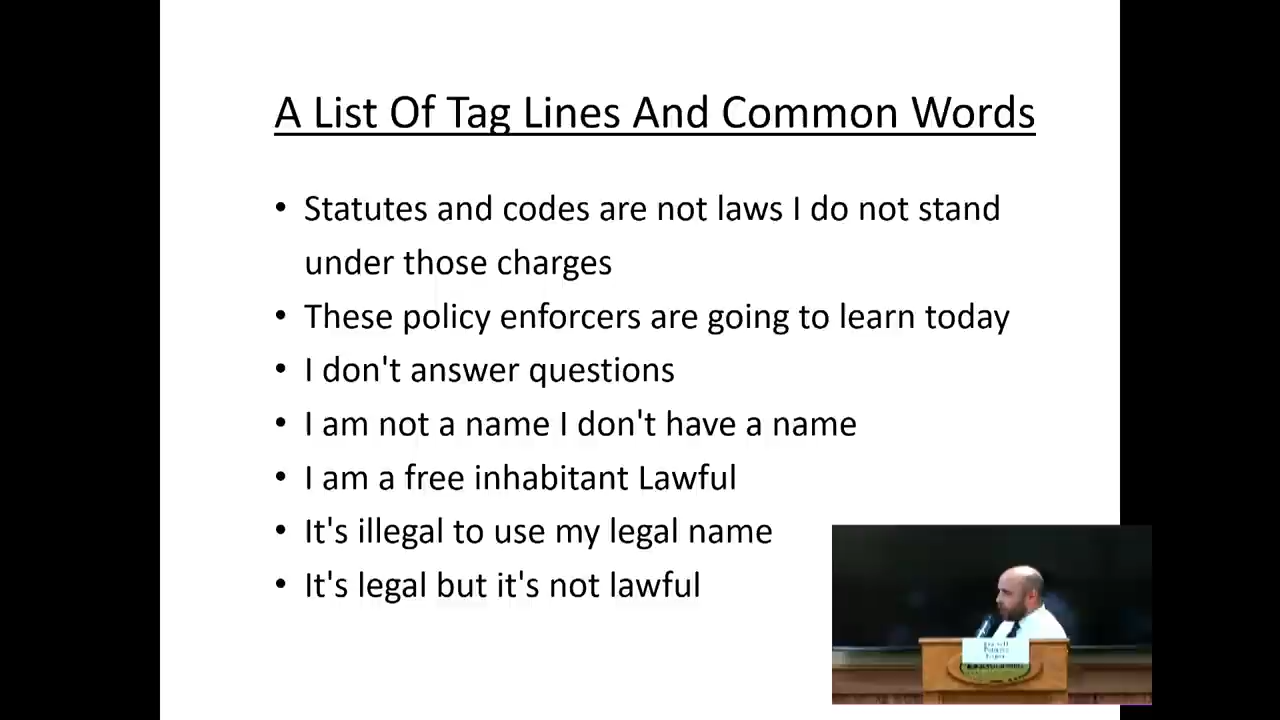 A List Of Tag Lines And Common Words
• Statutes and codes are not laws I do not stand
under those charges
• These policy enforcers are going to learn today
• I don't answer questions
• I am not a name I don't have a name
• I am a free inhabitant Lawful
• It's illegal to use my legal name
• It's legal but it's not lawful